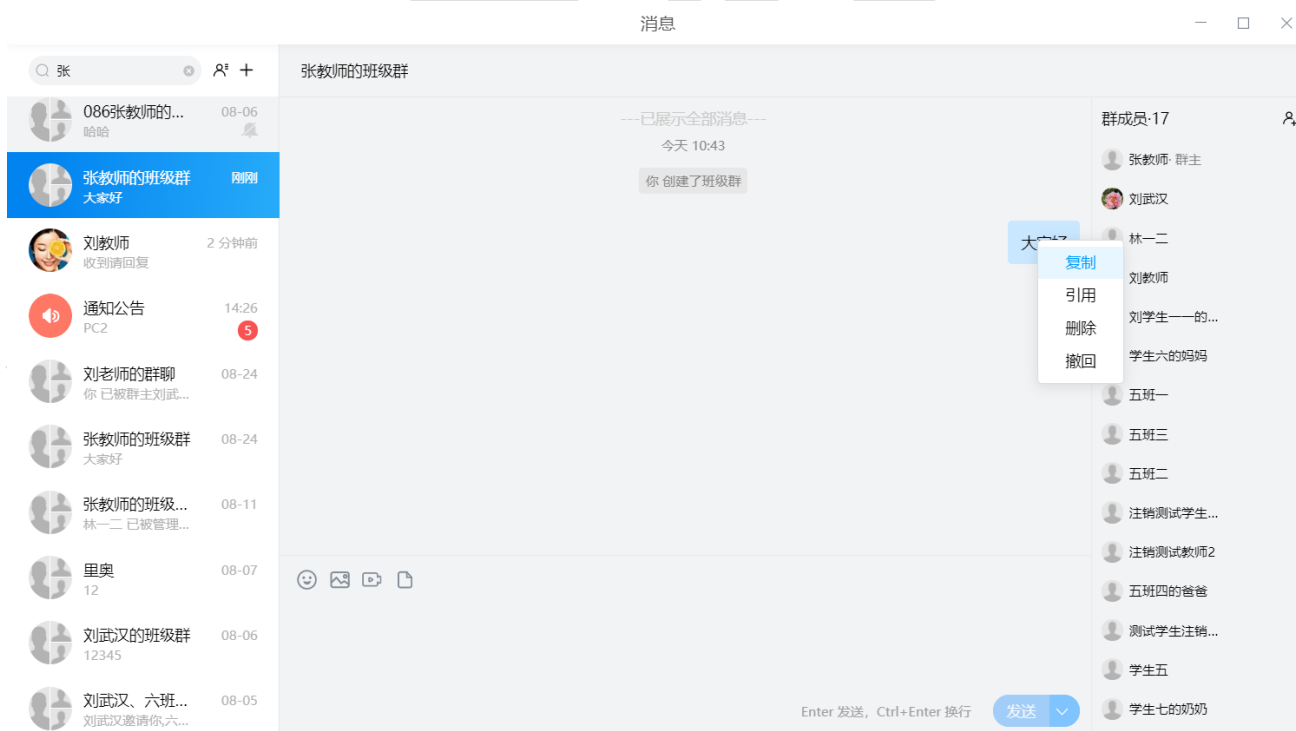 消息
张
张教师的班级群
086张教师的...
08-06
哈哈
张教师的班级群
刚刚
大家好
刘教师
2 分钟前
收到请回复
通知公告
14:26
PC2
5
刘老师的群聊
08-24
你 已被群主刘武...
张教师的班级群
08-24
大家好
张教师的班级...
08-11
林一二 已被管理...
里奥
08-07
12
刘武汉的班级群
08-06
12345
刘武汉、六班...
08-05
刘武汉邀请你,六...
---已展示全部消息---
今天 10:43
你 创建了班级群
大家好
复制
引用
删除
撤回
Enter 发送，Ctrl+Enter 换行
发送
群成员·17
张教师· 群主
刘武汉
林一二
刘教师
刘学生一一的...
学生六的妈妈
五班一
五班三
五班二
注销测试学生...
注销测试教师2
五班四的爸爸
测试学生注销...
学生五
学生七的奶奶